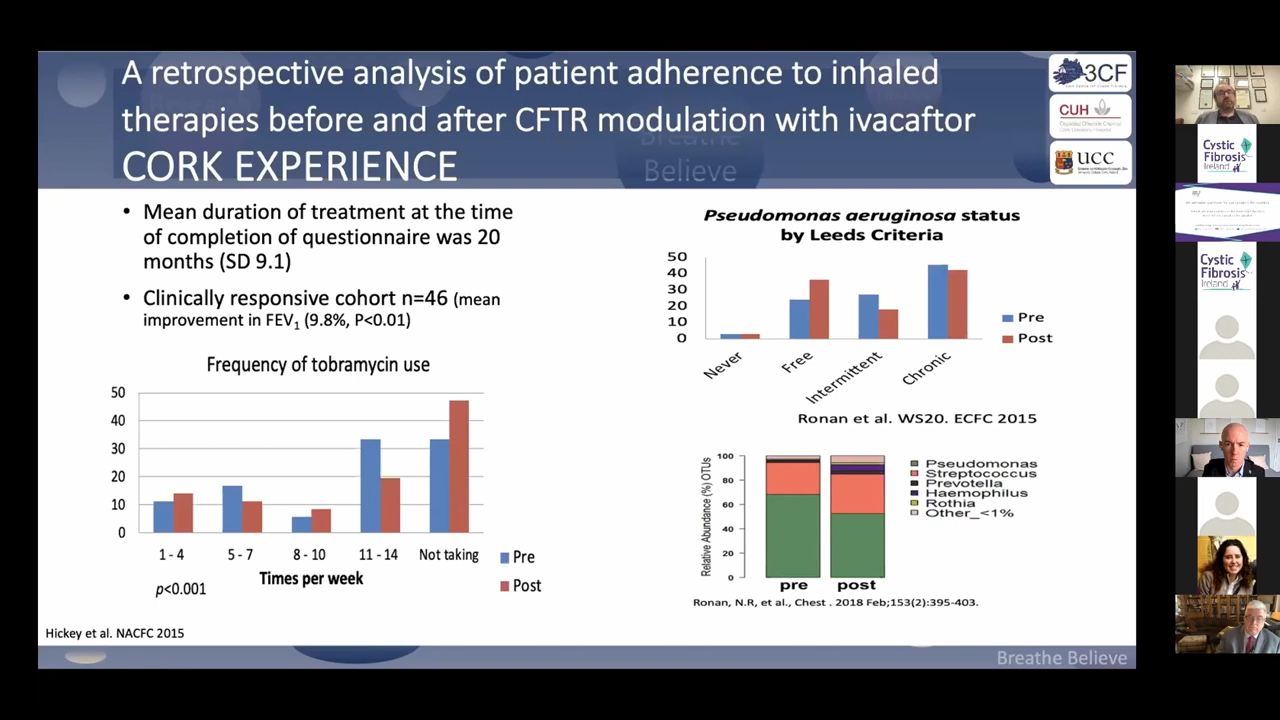 A retrospective analysis of patient adherence to inhaled
therapies before and after CFTR modulation with ivacaftor
CORK EXPERIENCE
Breathe
Believe
3CF
CUH
UCC
• Mean duration of treatment at the time
of completion of questionnaire was 20
months (SD 9.1)
• Clinically responsive cohort n=46 (mean
improvement in FEV1 (9.8%, P<0.01)
Frequency of tobramycin use
50
40
30
20
10
0
1 - 4
5 - 7
8 - 10
11 - 14
Not taking
Times per week
p<0.001
Pre
Post
Hickey et al. NACFC 2015
Pseudomonas aeruginosa status
by Leeds Criteria
50
40
30
20
10
0
Never
Free
Intermittent
Chronic
Pre
Post
Ronan et al. WS20. ECFC 2015
Relative Abundance (%) OTUs
100
80
60
40
20
0
pre
post
Pseudomonas
Streptococcus
Prevotella
Haemophilus
Rothia
Other_<1%
Ronan, N.R, et al., Chest . 2018 Feb;153(2):395-403.
Breathe Believe
Cystic
Fibrosis
Ireland
Cystic
Fibrosis
Ireland